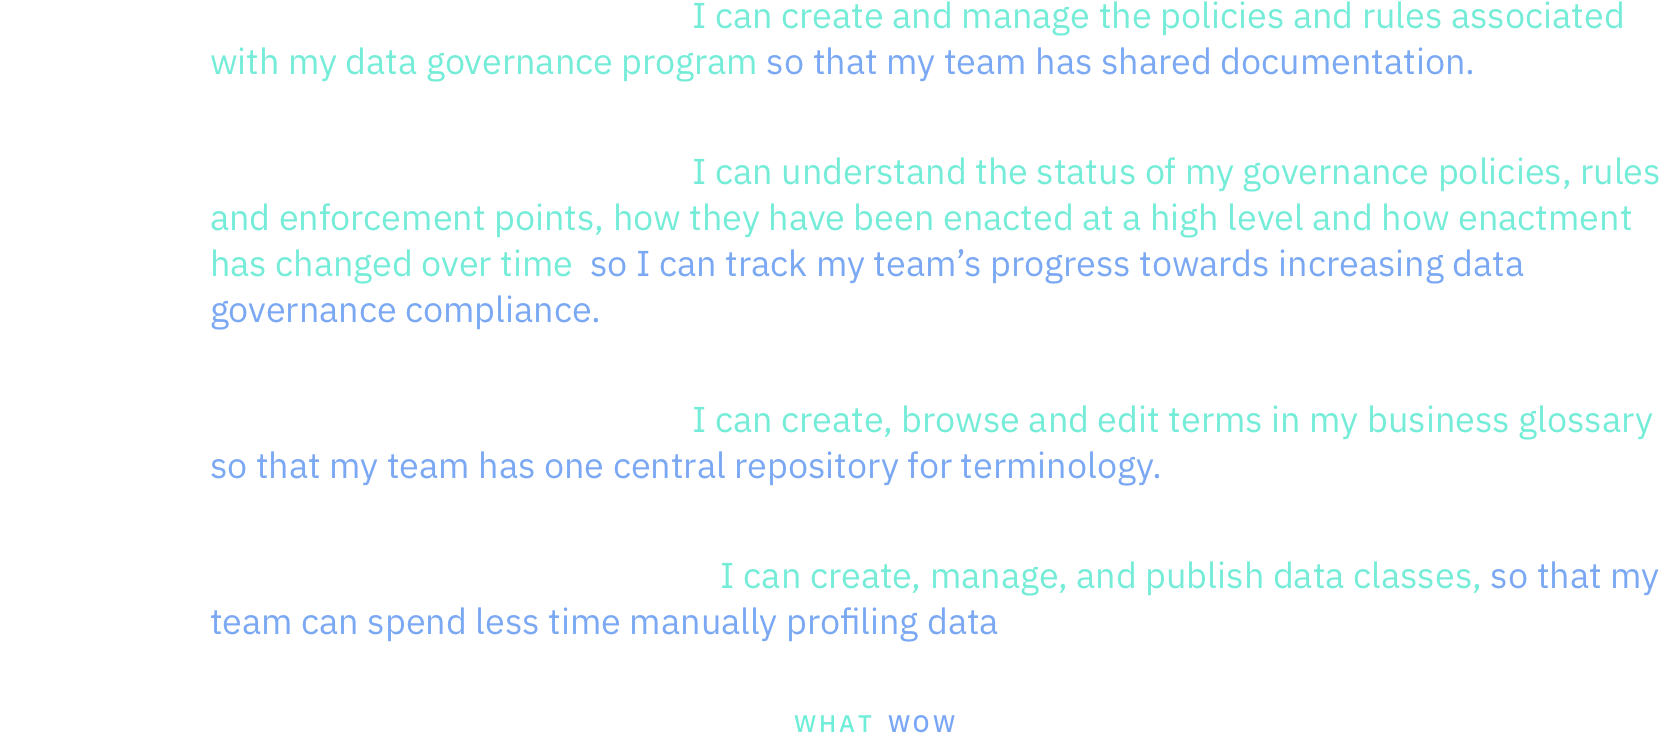 I can create and manage the policies and rules associated
with my data governance program so that my team has shared documentation.
I can understand the status of my governance policies, rules
and enforcement points, how they have been enacted at a high level and how enactment
has changed over time  so I can track my team’s progress towards increasing data
governance compliance.
I can create, browse and edit terms in my business glossary
so that my team has one central repository for terminology.
I can create, manage, and publish data classes, so that my
team can spend less time manually profiling data
WHAT WOW